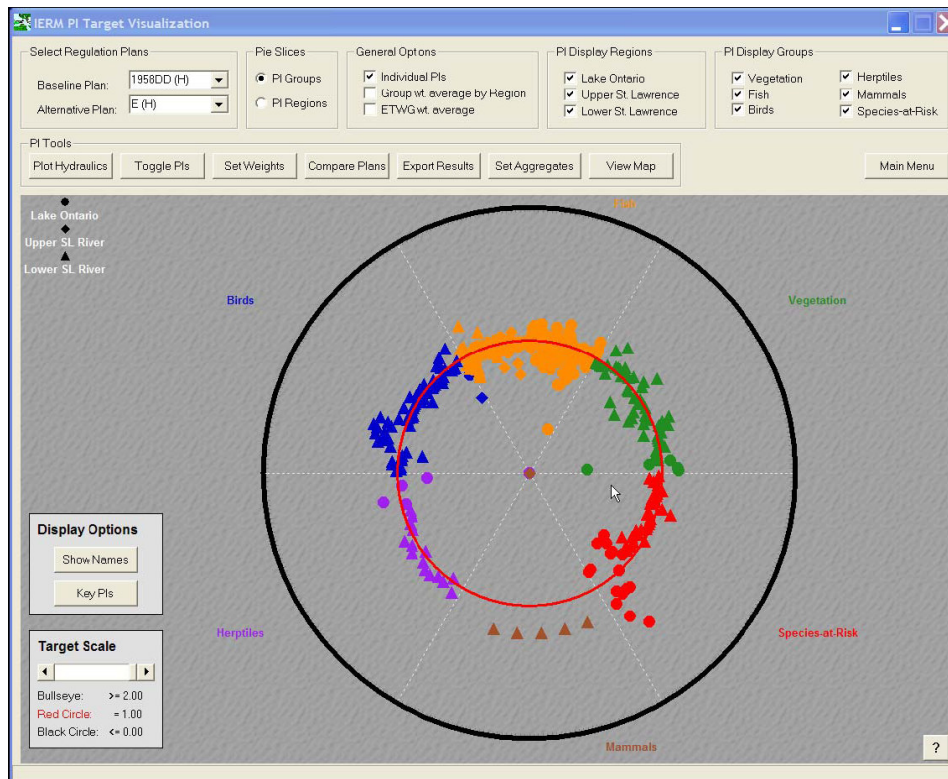 IERM PI Target Visualization
Select Regulation Plans
Baseline Plan: 1958DD (H)
Alternative Plan: E (H)
Pie Slices
PI Groups
PI Regions
General Options
Individual PIs
Group wt. average by Region
ETWG wt. average
PI Display Regions
Lake Ontario
Upper St. Lawrence
Lower St. Lawrence
PI Display Groups
Vegetation
Fish
Birds
Herptiles
Mammals
Species-at-Risk
PI Tools
Plot Hydraulics
Toggle PIs
Set Weights
Compare Plans
Export Results
Set Aggregates
View Map
Main Menu
Lake Ontario
Upper SL River
Lower SL River
Fish
Birds
Vegetation
Herptiles
Species-at-Risk
Mammals
Display Options
Show Names
Key PIs
Target Scale
Bullseye: >= 2.00
Red Circle: = 1.00
Black Circle: <= 0.00
?